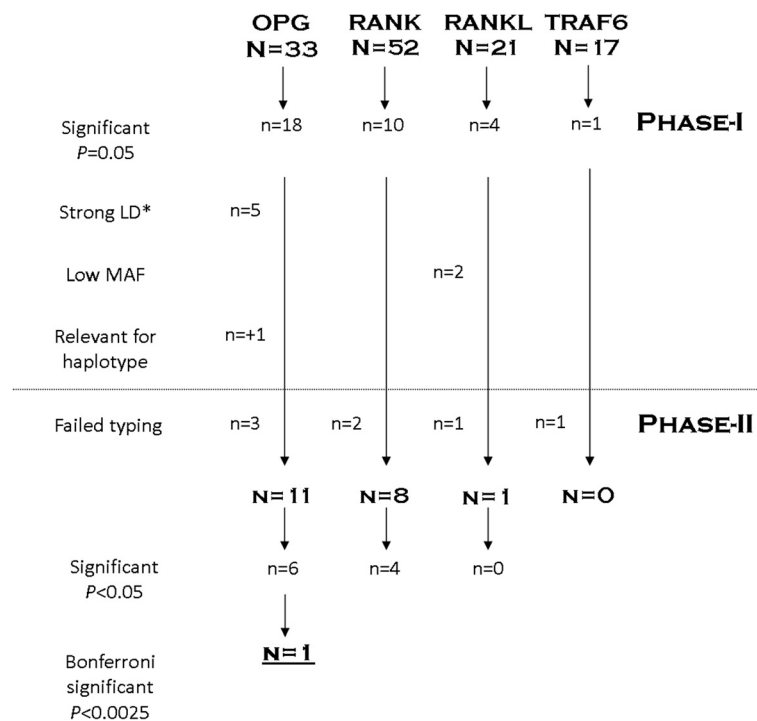 OPG RANK RANKL TRAF6
N=33 N=52 N=21 N=17
Significant n=18 n=10 n=4 n=1 PHASE-I
P=0.05
Strong LD* n=5
Low MAF n=2
Relevant for n=+1
haplotype
Failed typing n=3 n=2 n=1 n=1 PHASE-II
N=11 N=8 N=1 N=0
Significant n=6 n=4 n=0
P<0.05
N=1
Bonferroni
significant
P<0.0025